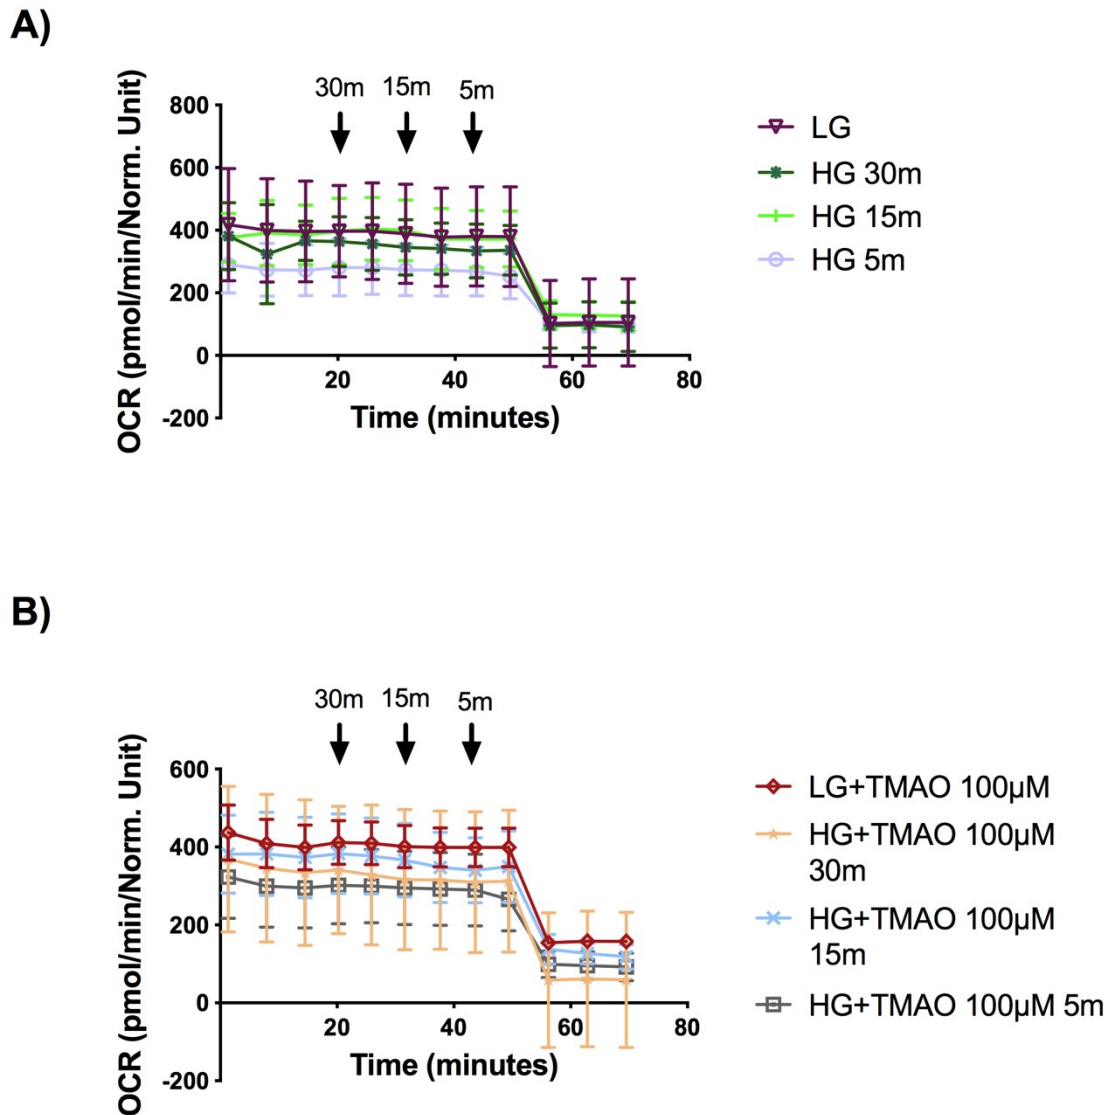 A)
30m 15m 5m
OCR (pmol/min/Norm. Unit)
800
600
400
200
0
-200
20 40 60 80
Time (minutes)
LG
HG 30m
HG 15m
HG 5m
B)
30m 15m 5m
OCR (pmol/min/Norm. Unit)
600
400
200
0
-200
20 40 60 80
Time (minutes)
LG+TMAO 100µM
HG+TMAO 100µM
30m
HG+TMAO 100µM
15m
HG+TMAO 100µM 5m